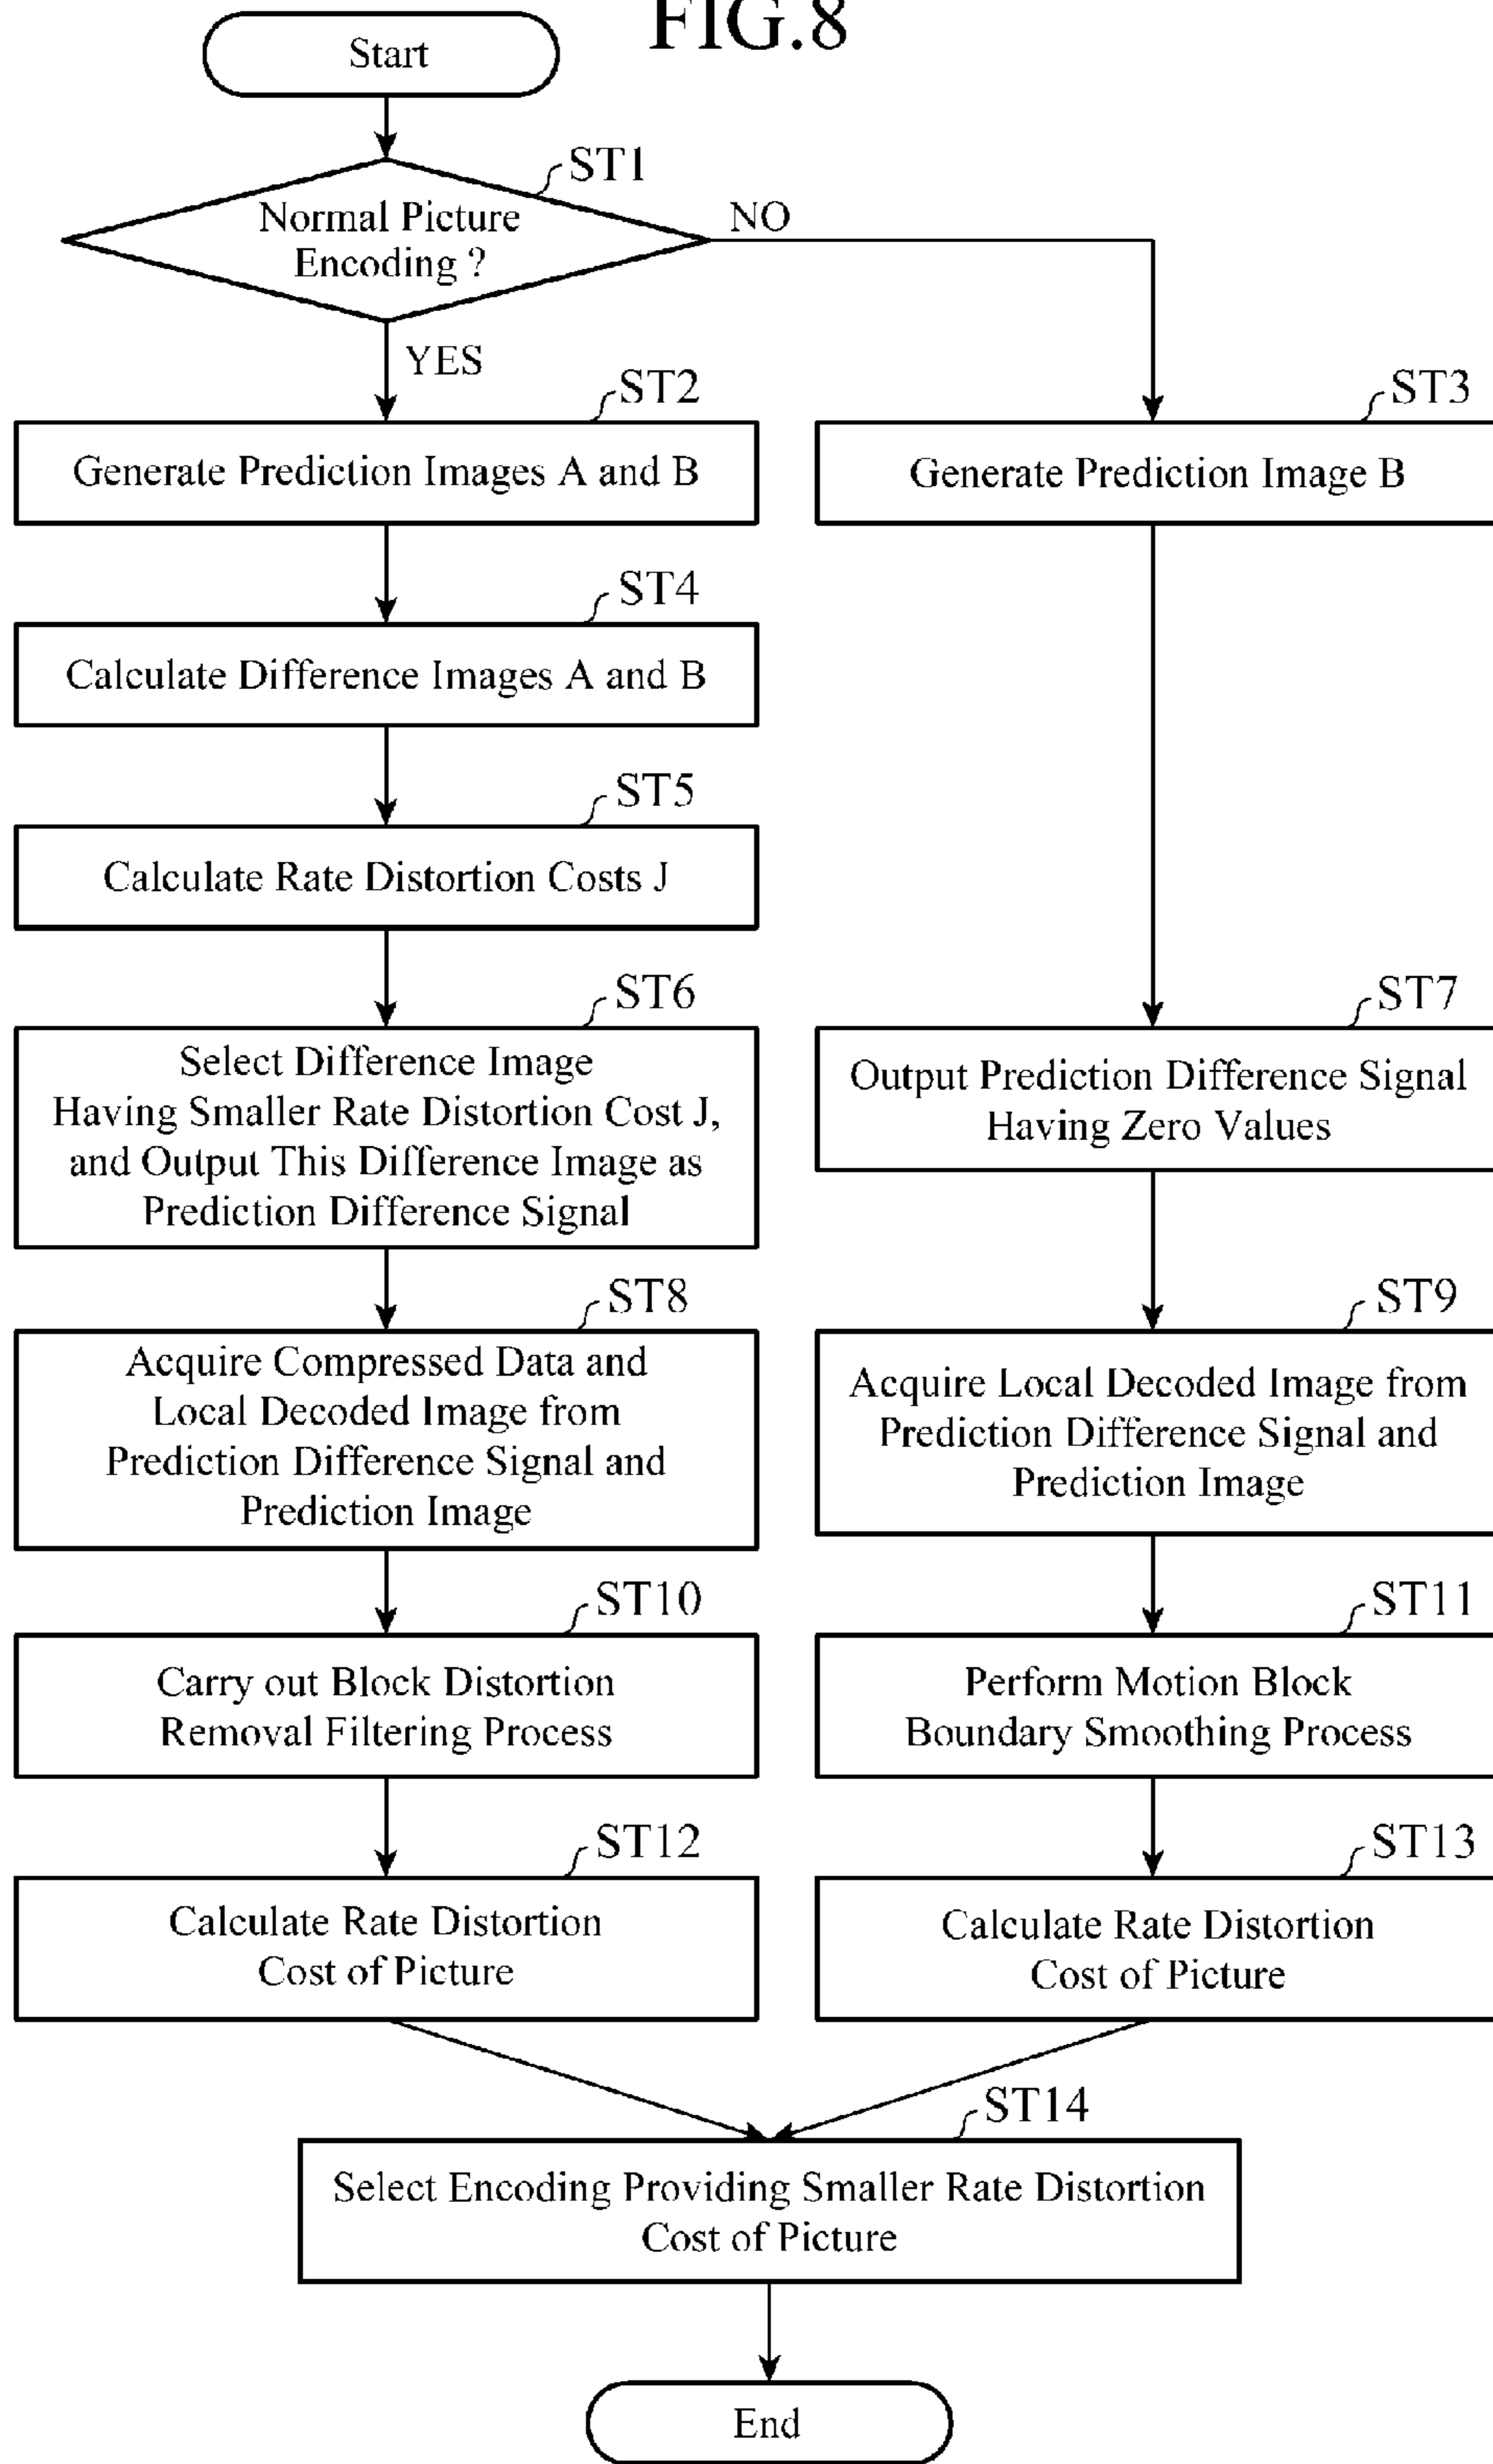 FIG.8
Start
ST1
Normal Picture
Encoding ?
NO
YES
ST2
Generate Prediction Images A and B
ST3
Generate Prediction Image B
ST4
Calculate Difference Images A and B
ST5
Calculate Rate Distortion Costs J
ST6
Select Difference Image
Having Smaller Rate Distortion Cost J,
and Output This Difference Image as
Prediction Difference Signal
ST7
Output Prediction Difference Signal
Having Zero Values
ST8
Acquire Compressed Data and
Local Decoded Image from
Prediction Difference Signal and
Prediction Image
ST9
Acquire Local Decoded Image from
Prediction Difference Signal and
Prediction Image
ST10
Carry out Block Distortion
Removal Filtering Process
ST11
Perform Motion Block
Boundary Smoothing Process
ST12
Calculate Rate Distortion
Cost of Picture
ST13
Calculate Rate Distortion
Cost of Picture
ST14
Select Encoding Providing Smaller Rate Distortion
Cost of Picture
End